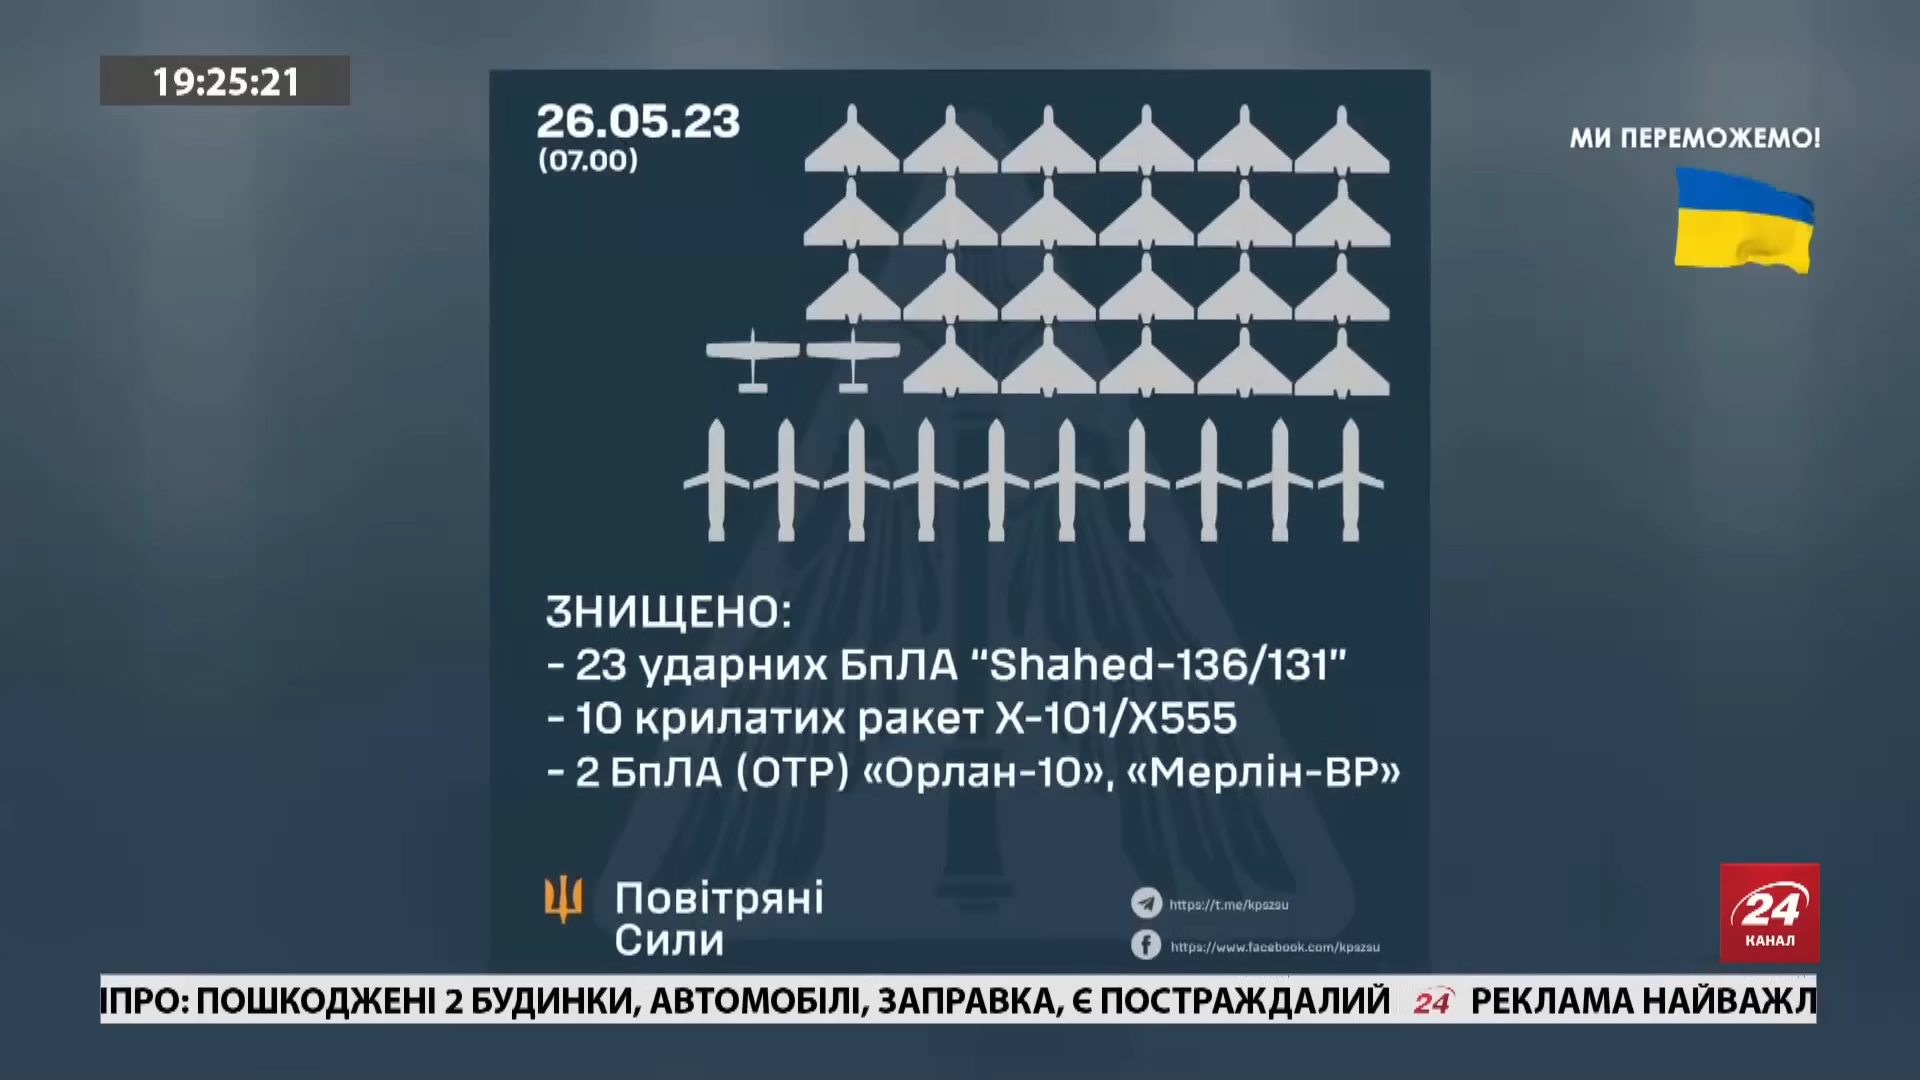 19:25:21
26.05.23
(07.00)
МИ ПЕРЕМОЖЕМО!
ЗНИЩЕНО:
- 23 ударних БпЛА “Shahed-136/131”
- 10 крилатих ракет Х-101/Х555
- 2 БпЛА (ОТР) «Орлан-10», «Мерлін-ВР»
Повітряні
Сили
https://t.me/kpszsu
https://www.facebook.com/kpszsu
24
КАНАЛ
ІПРО: ПОШКОДЖЕНІ 2 БУДИНКИ, АВТОМОБІЛІ, ЗАПРАВКА, Є ПОСТРАЖДАЛИЙ 24 РЕКЛАМА НАЙВАЖЛ